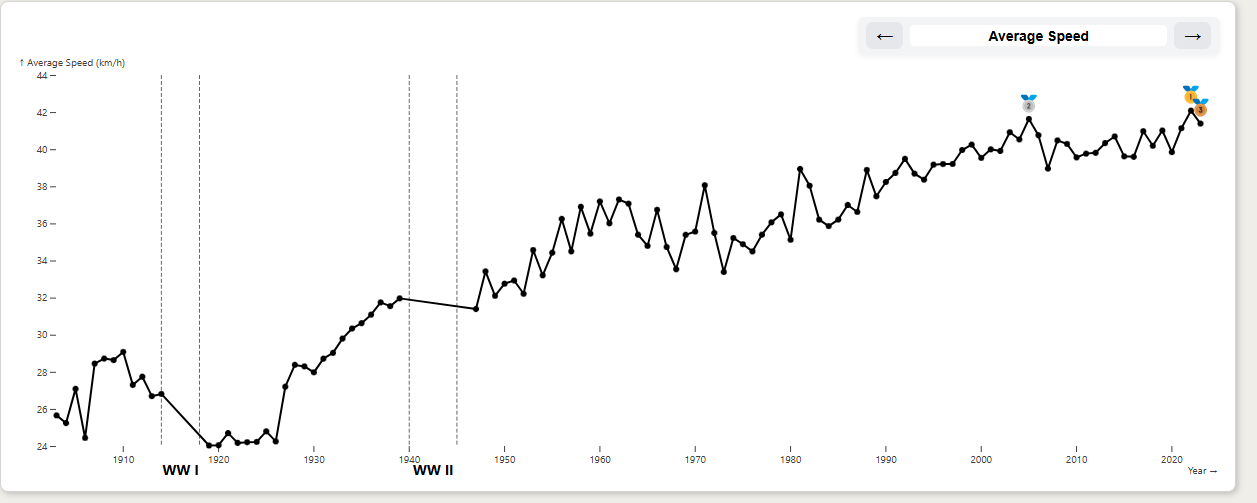 ← Average Speed →
↑ Average Speed (km/h)
44
42
40
38
36
34
32
30
28
26
24
2
1
3
1910 1920 1930 1940 1950 1960 1970 1980 1990 2000 2010 2020
WW I WW II
Year →